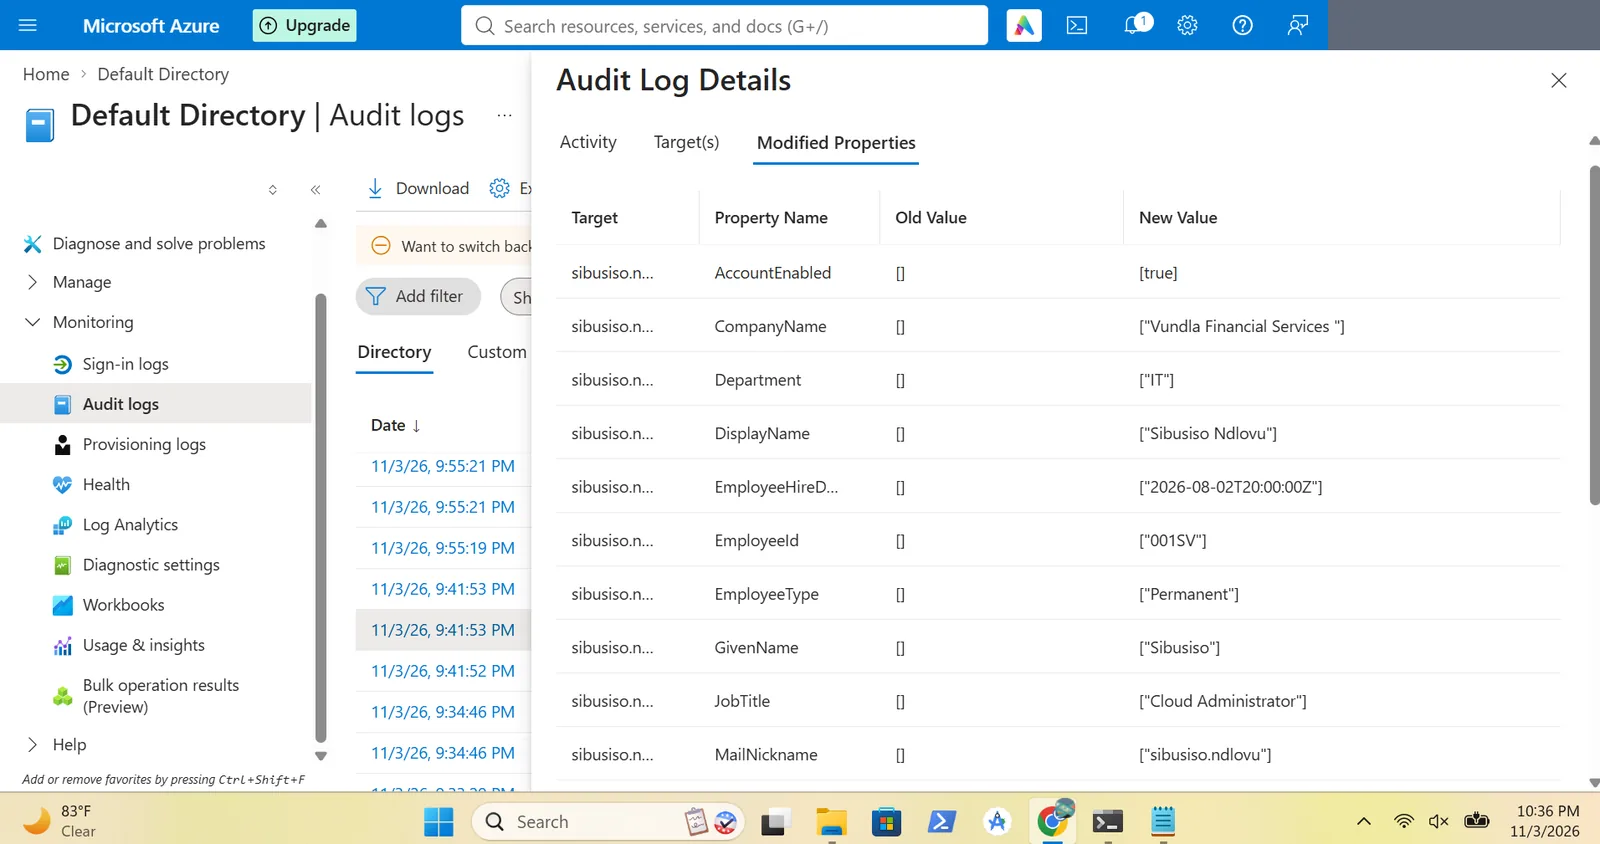 Microsoft Azure
Upgrade
Search resources, services, and docs (G+/)
1
Home > Default Directory
Default Directory | Audit logs ...
Download
Ex
Diagnose and solve problems
Manage
Monitoring
Sign-in logs
Audit logs
Provisioning logs
Health
Log Analytics
Diagnostic settings
Workbooks
Usage & insights
Bulk operation results
(Preview)
Help
Add or remove favorites by pressing Ctrl+Shift+F
Want to switch back
Add filter
Sh
Directory
Custom
Date ↓
11/3/26, 9:55:21 PM
11/3/26, 9:55:21 PM
11/3/26, 9:55:19 PM
11/3/26, 9:41:53 PM
11/3/26, 9:41:53 PM
11/3/26, 9:41:52 PM
11/3/26, 9:34:46 PM
11/3/26, 9:34:46 PM
Audit Log Details
Activity
Target(s)
Modified Properties
Target Property Name Old Value New Value
sibusiso.n... AccountEnabled [] [true]
sibusiso.n... CompanyName [] ["Vundla Financial Services "]
sibusiso.n... Department [] ["IT"]
sibusiso.n... DisplayName [] ["Sibusiso Ndlovu"]
sibusiso.n... EmployeeHireD... [] ["2026-08-02T20:00:00Z"]
sibusiso.n... EmployeeId [] ["001SV"]
sibusiso.n... EmployeeType [] ["Permanent"]
sibusiso.n... GivenName [] ["Sibusiso"]
sibusiso.n... JobTitle [] ["Cloud Administrator"]
sibusiso.n... MailNickname [] ["sibusiso.ndlovu"]
83°F
Clear
Search
10:36 PM
11/3/2026